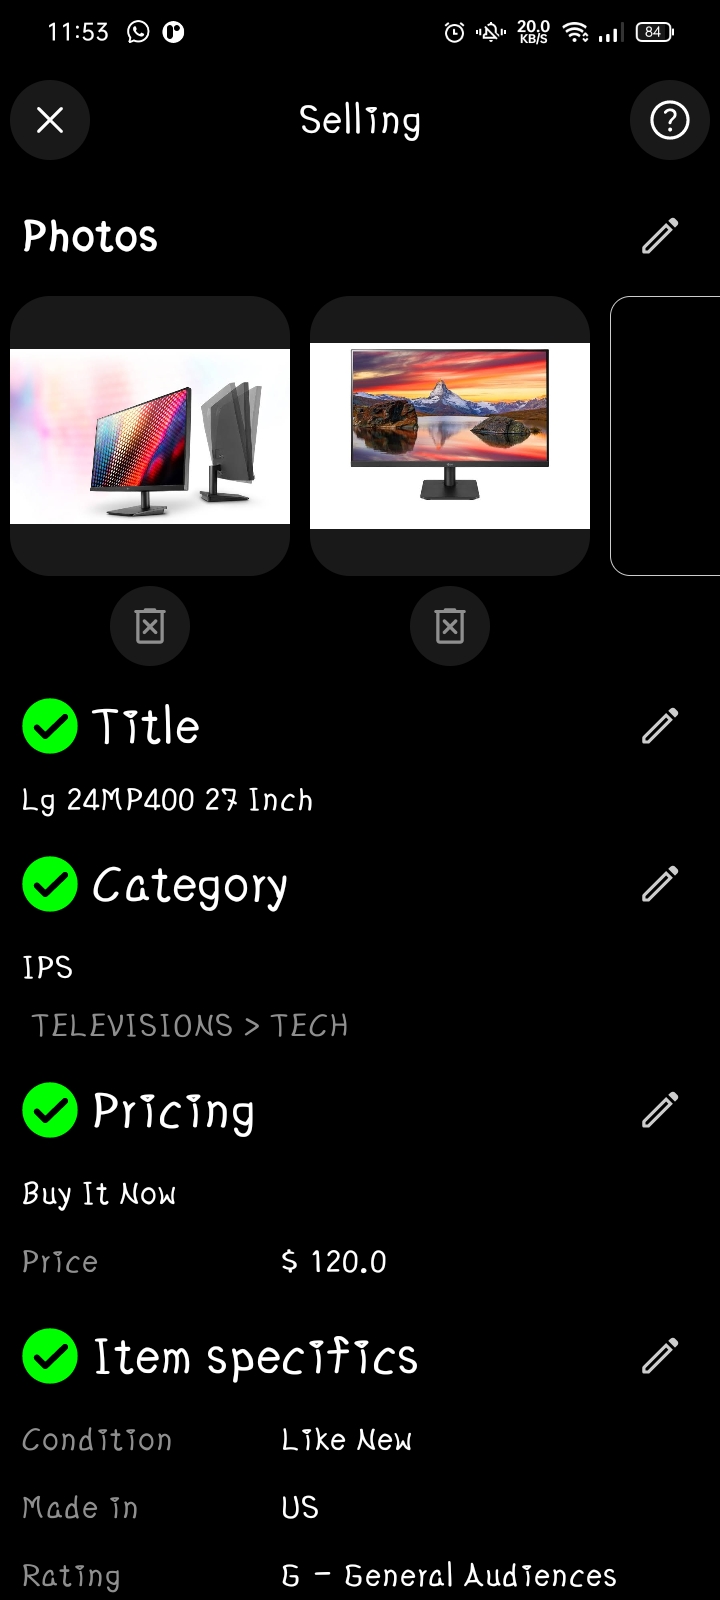 11:53 20.0 KB/S 84
Selling
Photos
Title
Lg 24MP400 27 Inch
Category
IPS
TELEVISIONS > TECH
Pricing
Buy It Now
Price $ 120.0
Item specifics
Condition Like New
Made in US
Rating G - General Audiences